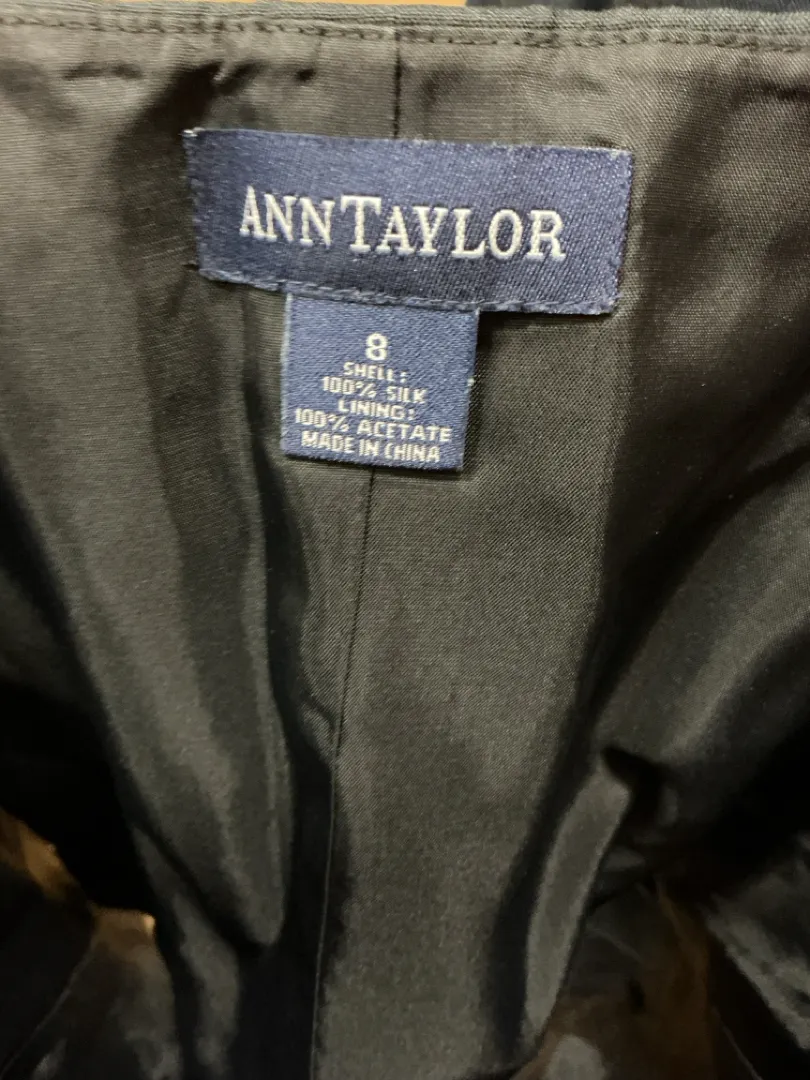 ANN TAYLOR
8
SHELL:
100% SILK
LINING:
100% ACETATE
MADE IN CHINA